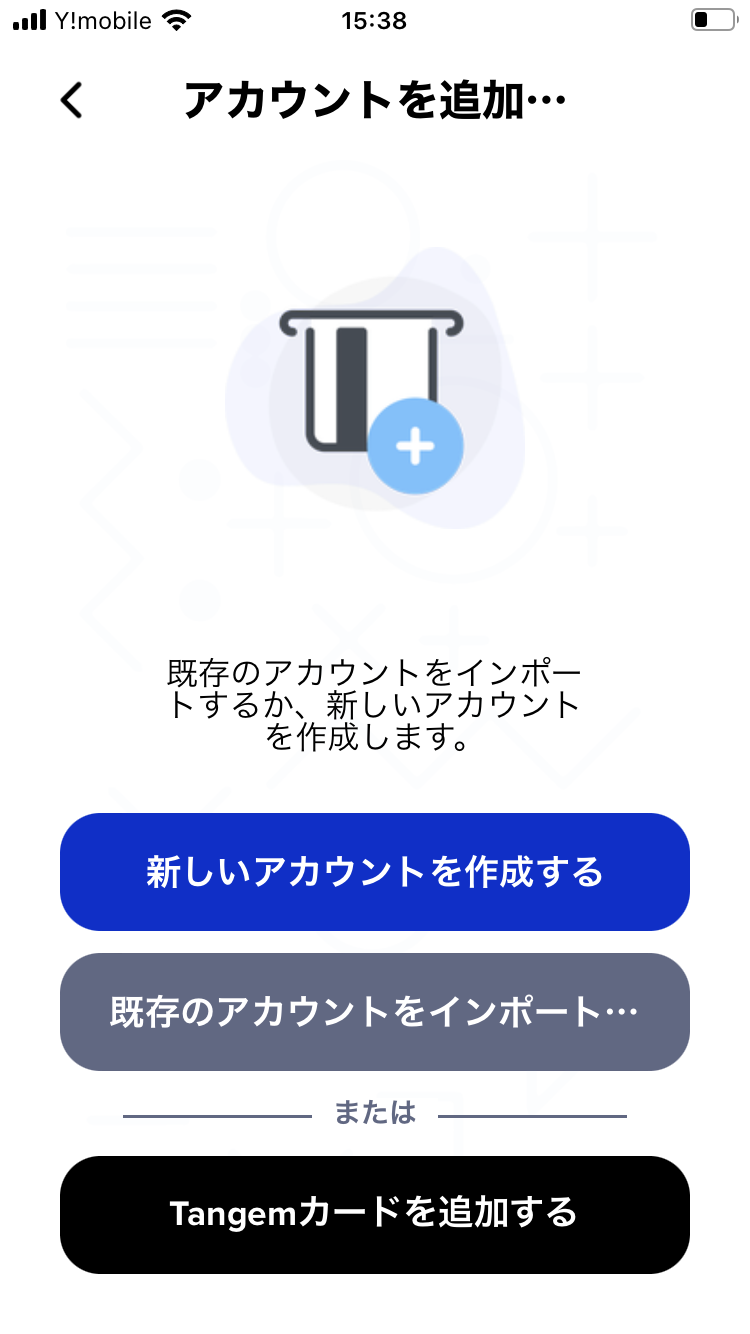 Y!mobile 15:38
アカウントを追加…
既存のアカウントをインポー
トするか、新しいアカウント
を作成します。
新しいアカウントを作成する
既存のアカウントをインポート…
または
Tangemカードを追加する